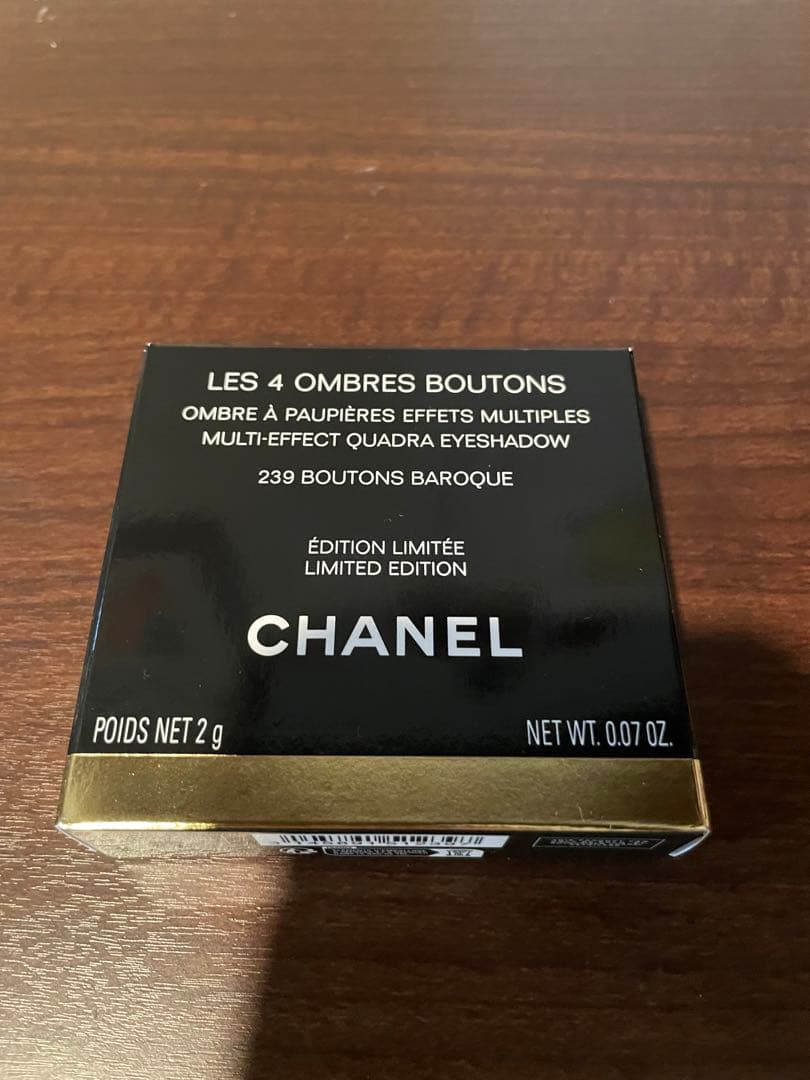 LES 4 OMBRES BOUTONS
OMBRE À PAUPIÈRES EFFETS MULTIPLES
MULTI-EFFECT QUADRA EYESHADOW
239 BOUTONS BAROQUE
ÉDITION LIMITÉE
LIMITED EDITION
CHANEL
POIDS NET 2 g
NET WT. 0.07 OZ.